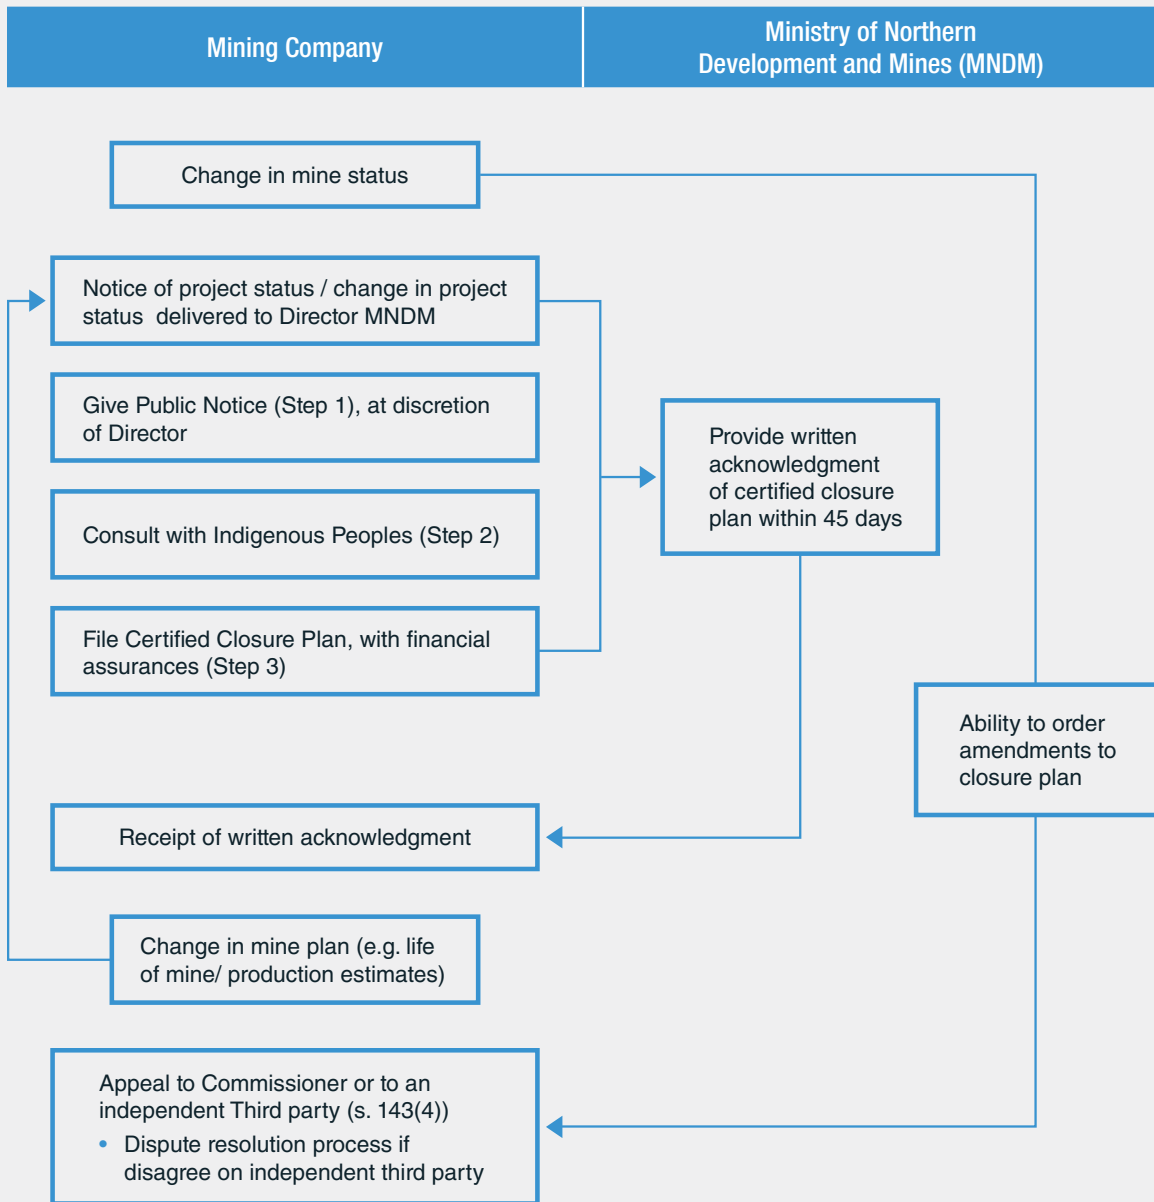 Mining Company
Ministry of Northern
Development and Mines (MNDM)
Change in mine status
Notice of project status / change in project
status delivered to Director MNDM
Give Public Notice (Step 1), at discretion
of Director
Consult with Indigenous Peoples (Step 2)
File Certified Closure Plan, with financial
assurances (Step 3)
Provide written
acknowledgment
of certified closure
plan within 45 days
Ability to order
amendments to
closure plan
Receipt of written acknowledgment
Change in mine plan (e.g. life
of mine/ production estimates)
Appeal to Commissioner or to an
independent Third party (s. 143(4))
• Dispute resolution process if
disagree on independent third party